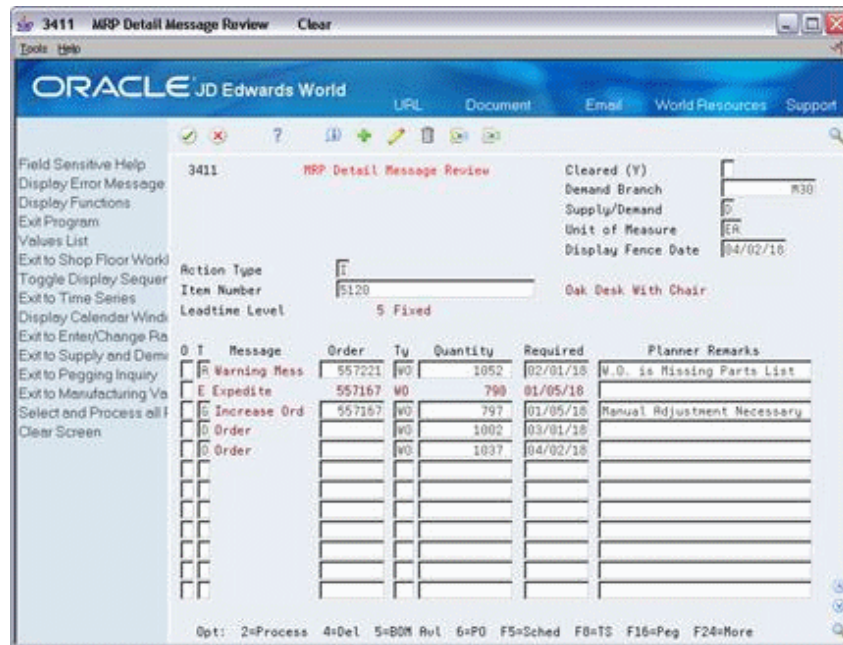 3411 MRP Detail Message Review Clear
Tools Help
ORACLE JD Edwards World
URL Document Email World Resources Support
Field Sensitive Help
Display Error Message
Display Functions
Exit Program
Values List
Exit to Shop Floor Workl
Toggle Display Sequer
Exit to Time Series
Display Calendar Windi
Exit to Enter/Change Ra
Exit to Supply and Dem
Exit to Pegging Inquiry
Exit to Manufacturing Va
Select and Process all F
Clear Screen
3411 MRP Detail Message Review
Cleared (Y)
Demand Branch M30
Supply/Demand D
Unit of Measure EA
Display Fence Date 04/02/18
Action Type I
Item Number 5120 Oak Desk With Chair
Leadtime Level 5 Fixed
O T Message Order Ty Quantity Required Planner Remarks
A Warning Mess 557221 WO 1052 02/01/18 W.O. is Missing Parts List
E Expedite 557167 WO 790 01/05/18
G Increase Ord 557167 WO 797 01/05/18 Manual Adjustment Necessary
O Order WO 1002 03/01/18
O Order WO 1037 04/02/18
Opt: 2=Process 4=Del 5=BOM Avl 6=PO F5=Sched F8=TS F16=Peg F24=More